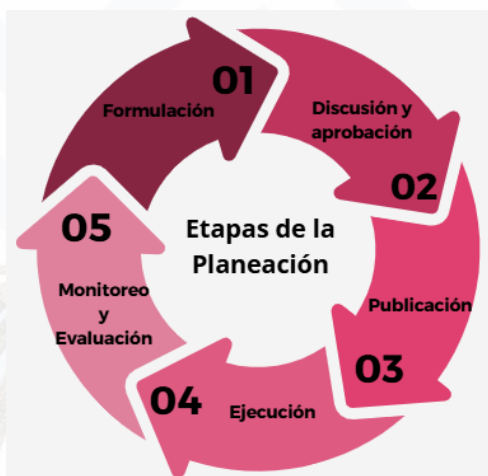 01
Formulación
Discusión y
aprobación
02
Etapas de la
Planeación
Publicación
03
04
Ejecución
05
Monitoreo
y
Evaluación